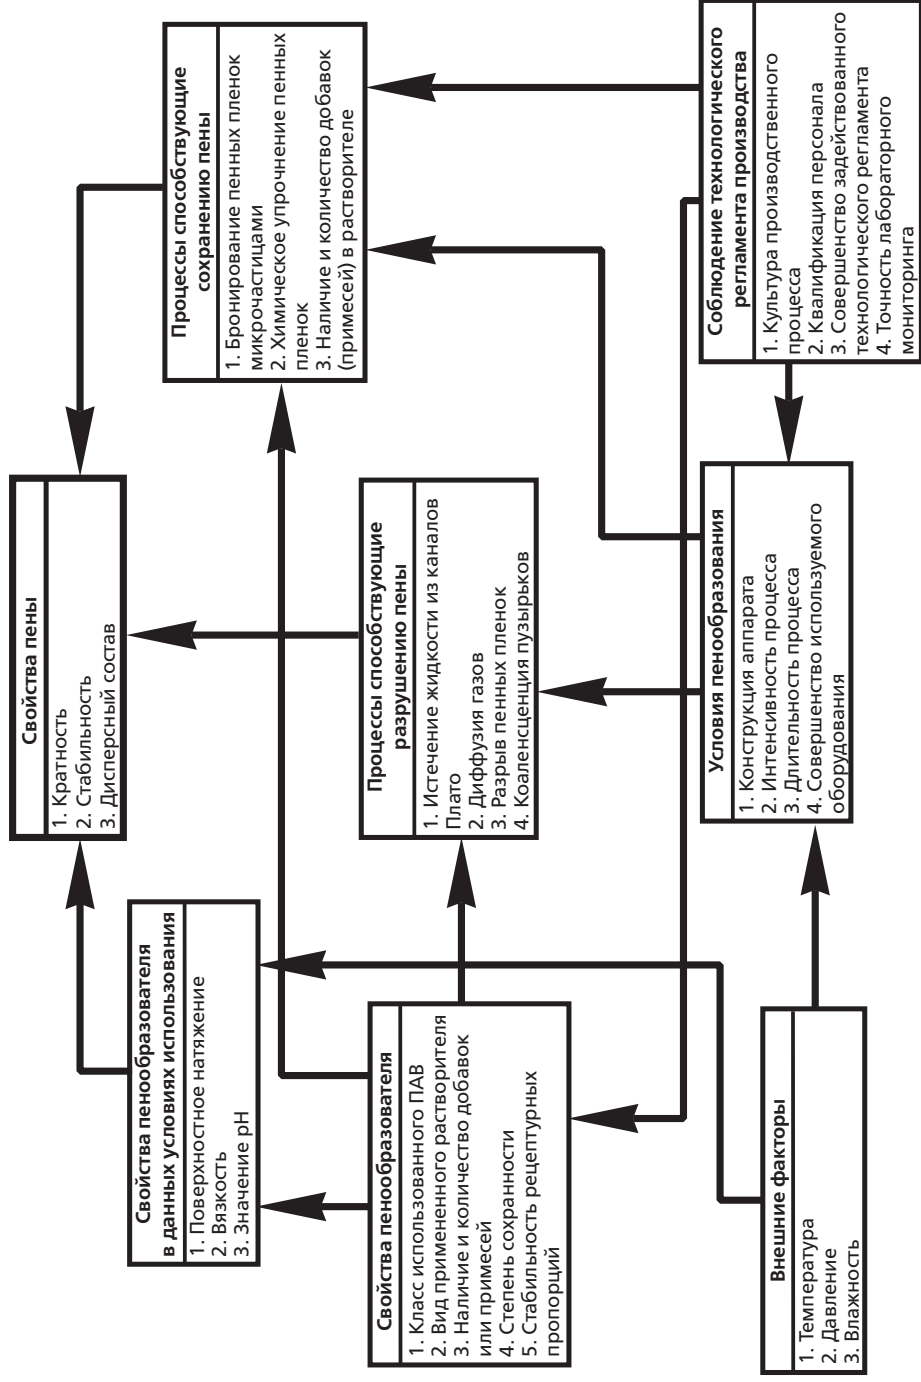 Свойства пены
1. Кратность
2. Стабильность
3. Дисперсный состав
Свойства пенообразователя
в данных условиях использования
1. Поверхностное натяжение
2. Вязкость
3. Значение pH
Процессы способствующие
сохранению пены
1. Бронирование пенных пленок
микрочастицами
2. Химическое упрочнение пенных
пленок
3. Наличие и количество добавок
(примесей) в растворителе
Процессы способствующие
разрушению пены
1. Истечение жидкости из каналов
Плато
2. Диффузия газов
3. Разрыв пенных пленок
4. Коаленсценция пузырьков
Свойства пенообразователя
1. Класс использованного ПАВ
2. Вид примененного растворителя
3. Наличие и количество добавок
или примесей
4. Степень сохранности
5. Стабильность рецептурных
пропорций
Условия пенообразования
1. Конструкция аппарата
2. Интенсивность процесса
3. Длительность процесса
4. Совершенство используемого
оборудования
Соблюдение технологического
регламента производства
1. Культура производственного
процесса
2. Квалификация персонала
3. Совершенство задействованного
технологического регламента
4. Точность лабораторного
мониторинга
Внешние факторы
1. Температура
2. Давление
3. Влажность